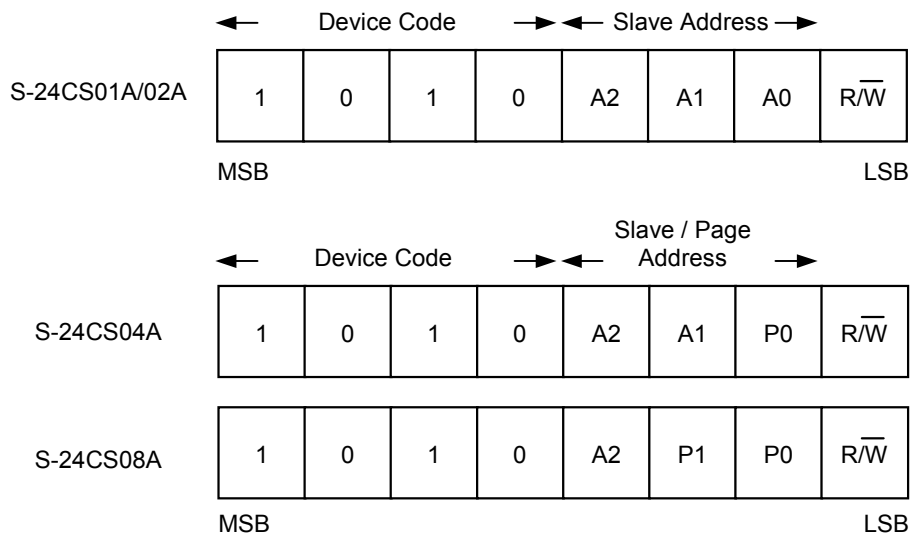 Device Code Slave Address
S-24CS01A/02A 1 0 1 0 A2 A1 A0 R/W̅
MSB LSB
Slave / Page
Device Code Address
S-24CS04A 1 0 1 0 A2 A1 P0 R/W̅
S-24CS08A 1 0 1 0 A2 P1 P0 R/W̅
MSB LSB